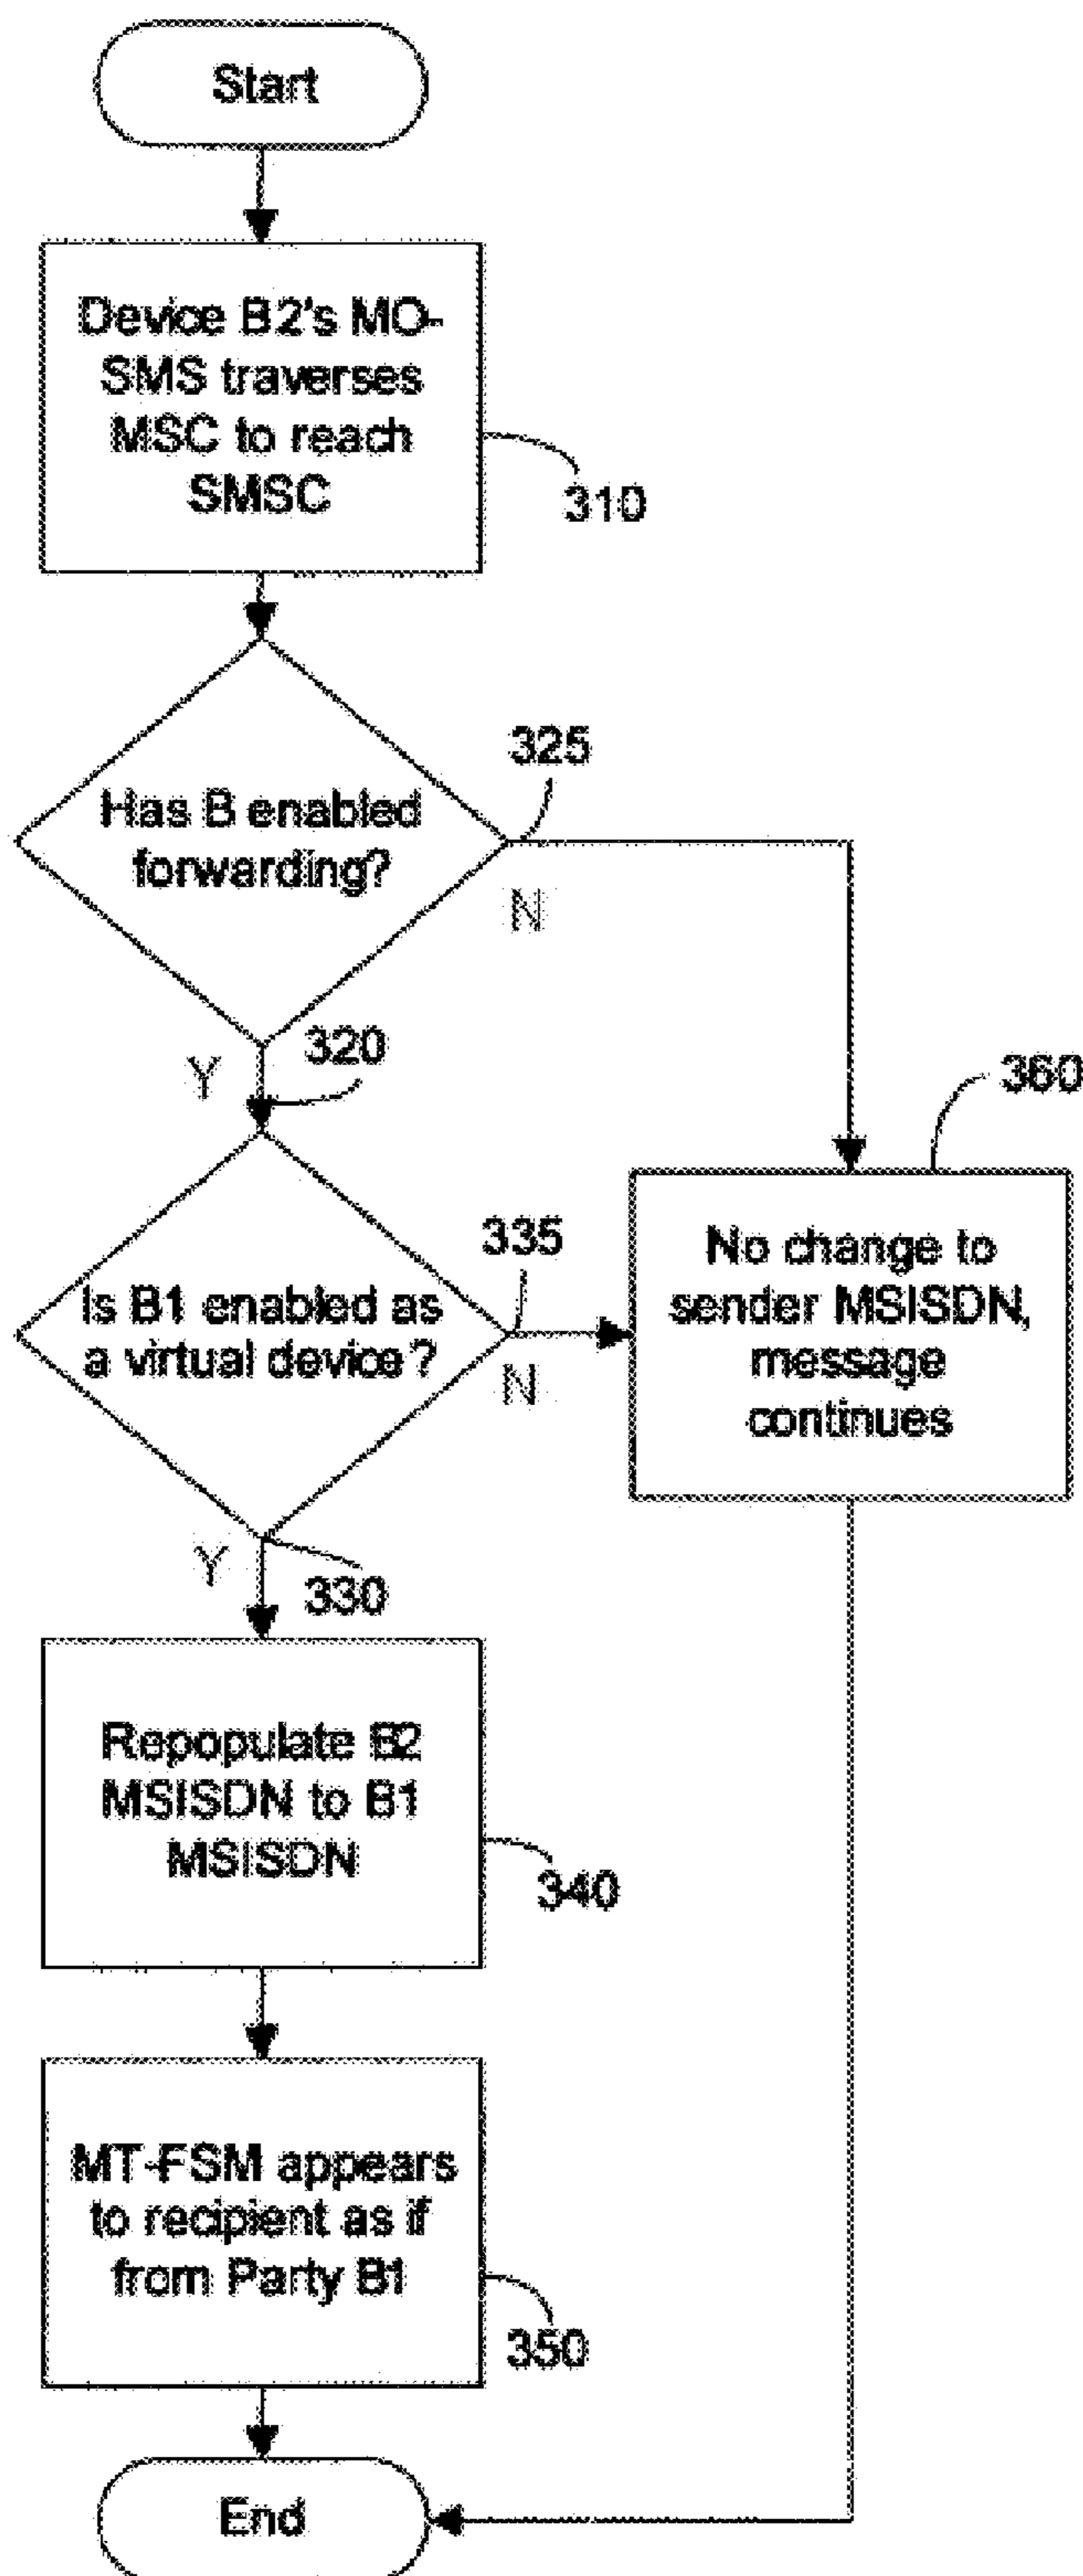 Start
Device B2's MO-
SMS traverses
MSC to reach
SMSC
310
325
Has B enabled
forwarding?
N
320
Y
360
335
No change to
sender MSISDN,
message
continues
Is B1 enabled as
a virtual device?
N
Y
330
Repopulate B2
MSISDN to B1
MSISDN
340
MT-FSM appears
to recipient as if
from Party B1
350
End